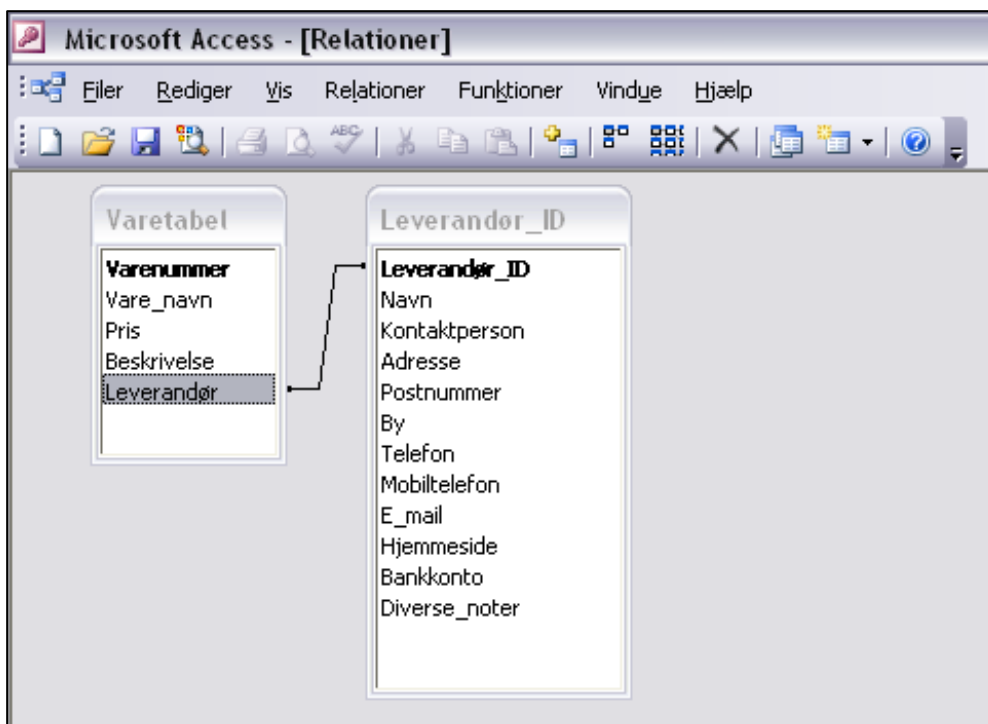 Microsoft Access - [Relationer]
Filer Rediger Vis Relationer Funktioner Vindue Hjælp
ABC
Varetabel
Varenummer
Vare_navn
Pris
Beskrivelse
Leverandør
Leverandør_ID
Leverandør_ID
Navn
Kontaktperson
Adresse
Postnummer
By
Telefon
Mobiltelefon
E_mail
Hjemmeside
Bankkonto
Diverse_noter